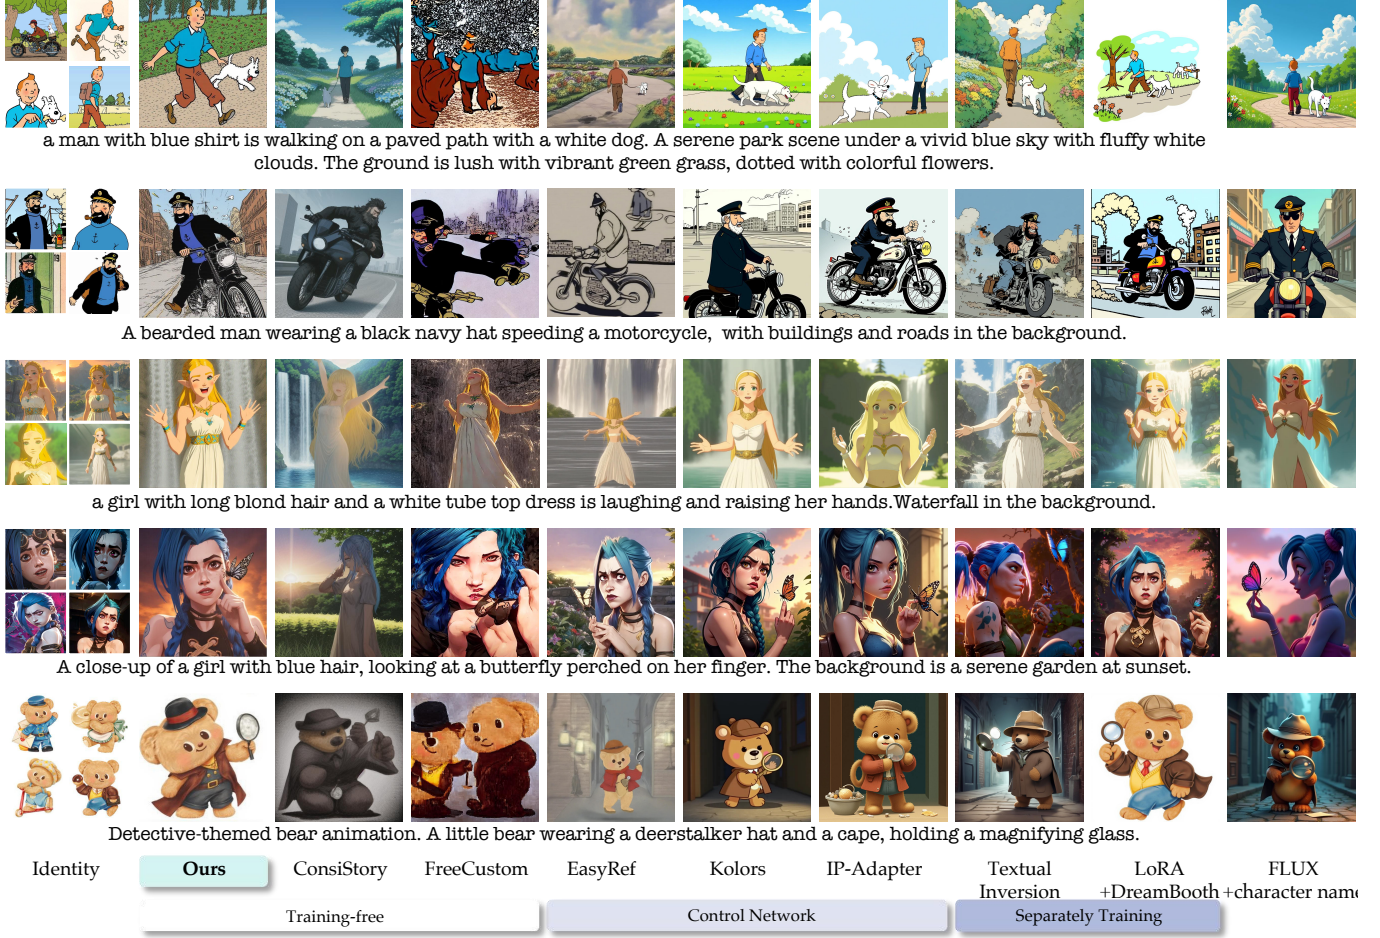 a man with blue shirt is walking on a paved path with a white dog. A serene park scene under a vivid blue sky with fluffy white
clouds. The ground is lush with vibrant green grass, dotted with colorful flowers.
A bearded man wearing a black navy hat speeding a motorcycle, with buildings and roads in the background.
a girl with long blond hair and a white tube top dress is laughing and raising her hands.Waterfall in the background.
A close-up of a girl with blue hair, looking at a butterfly perched on her finger. The background is a serene garden at sunset.
Detective-themed bear animation. A little bear wearing a deerstalker hat and a cape, holding a magnifying glass.
Identity Ours ConsiStory FreeCustom EasyRef Kolors IP-Adapter Textual LoRA FLUX
Inversion +DreamBooth +character name
Training-free Control Network Separately Training